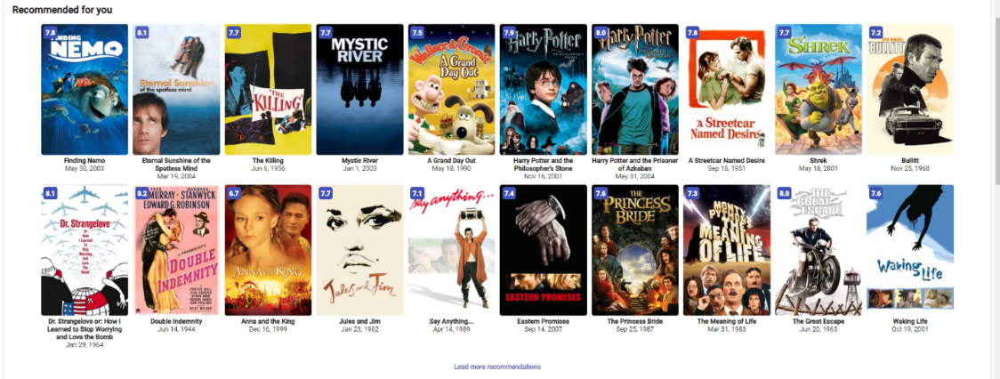 Recommended for you
7.8
FINDING
NEMO
8.1
Eternal Sunshine
of the spotless mind
7.7
"THE
KILLING"
7.7
MYSTIC
RIVER
7.5
Wallace & Gromit
A Grand
Day Out
7.9
Harry Potter
8.0
Harry Potter
7.8
A Streetcar
Named Desire
7.7
SHREK
7.2
BULLITT
Finding Nemo
May 30, 2003
Eternal Sunshine of the
Spotless Mind
Mar 19, 2004
The Killing
Jun 6, 1956
Mystic River
Jan 1, 2003
A Grand Day Out
May 18, 1990
Harry Potter and the
Philosopher's Stone
Nov 16, 2001
Harry Potter and the Prisoner
of Azkaban
May 31, 2004
A Streetcar Named Desire
Sep 18, 1951
Shrek
May 18, 2001
Bullitt
Nov 25, 1968
8.1
Dr. Strangelove
Or:
How
I Learned
To
Stop
Worrying
And
Love
The
Bomb
8.2
FRED BARBARA
MURRAY · STANWYCK
EDWARD G. ROBINSON
DOUBLE
INDEMNITY
6.7
ANNA AND THE KING
7.7
Jules and Jim
7.1
say anything...
7.4
EASTERN PROMISES
7.6
THE
PRINCESS
BRIDE
7.3
MONTY
PYTHON'S
THE
MEANING
OF LIFE
8.0
THE
GREAT
ESCAPE
7.6
Waking Life
Dr. Strangelove or: How I
Learned to Stop Worrying
and Love the Bomb
Jan 29, 1964
Double Indemnity
Jun 14, 1944
Anna and the King
Dec 16, 1999
Jules and Jim
Jan 23, 1962
Say Anything...
Apr 14, 1989
Eastern Promises
Sep 14, 2007
The Princess Bride
Sep 25, 1987
The Meaning of Life
Mar 31, 1983
The Great Escape
Jun 20, 1963
Waking Life
Oct 19, 2001
Load more recommendations